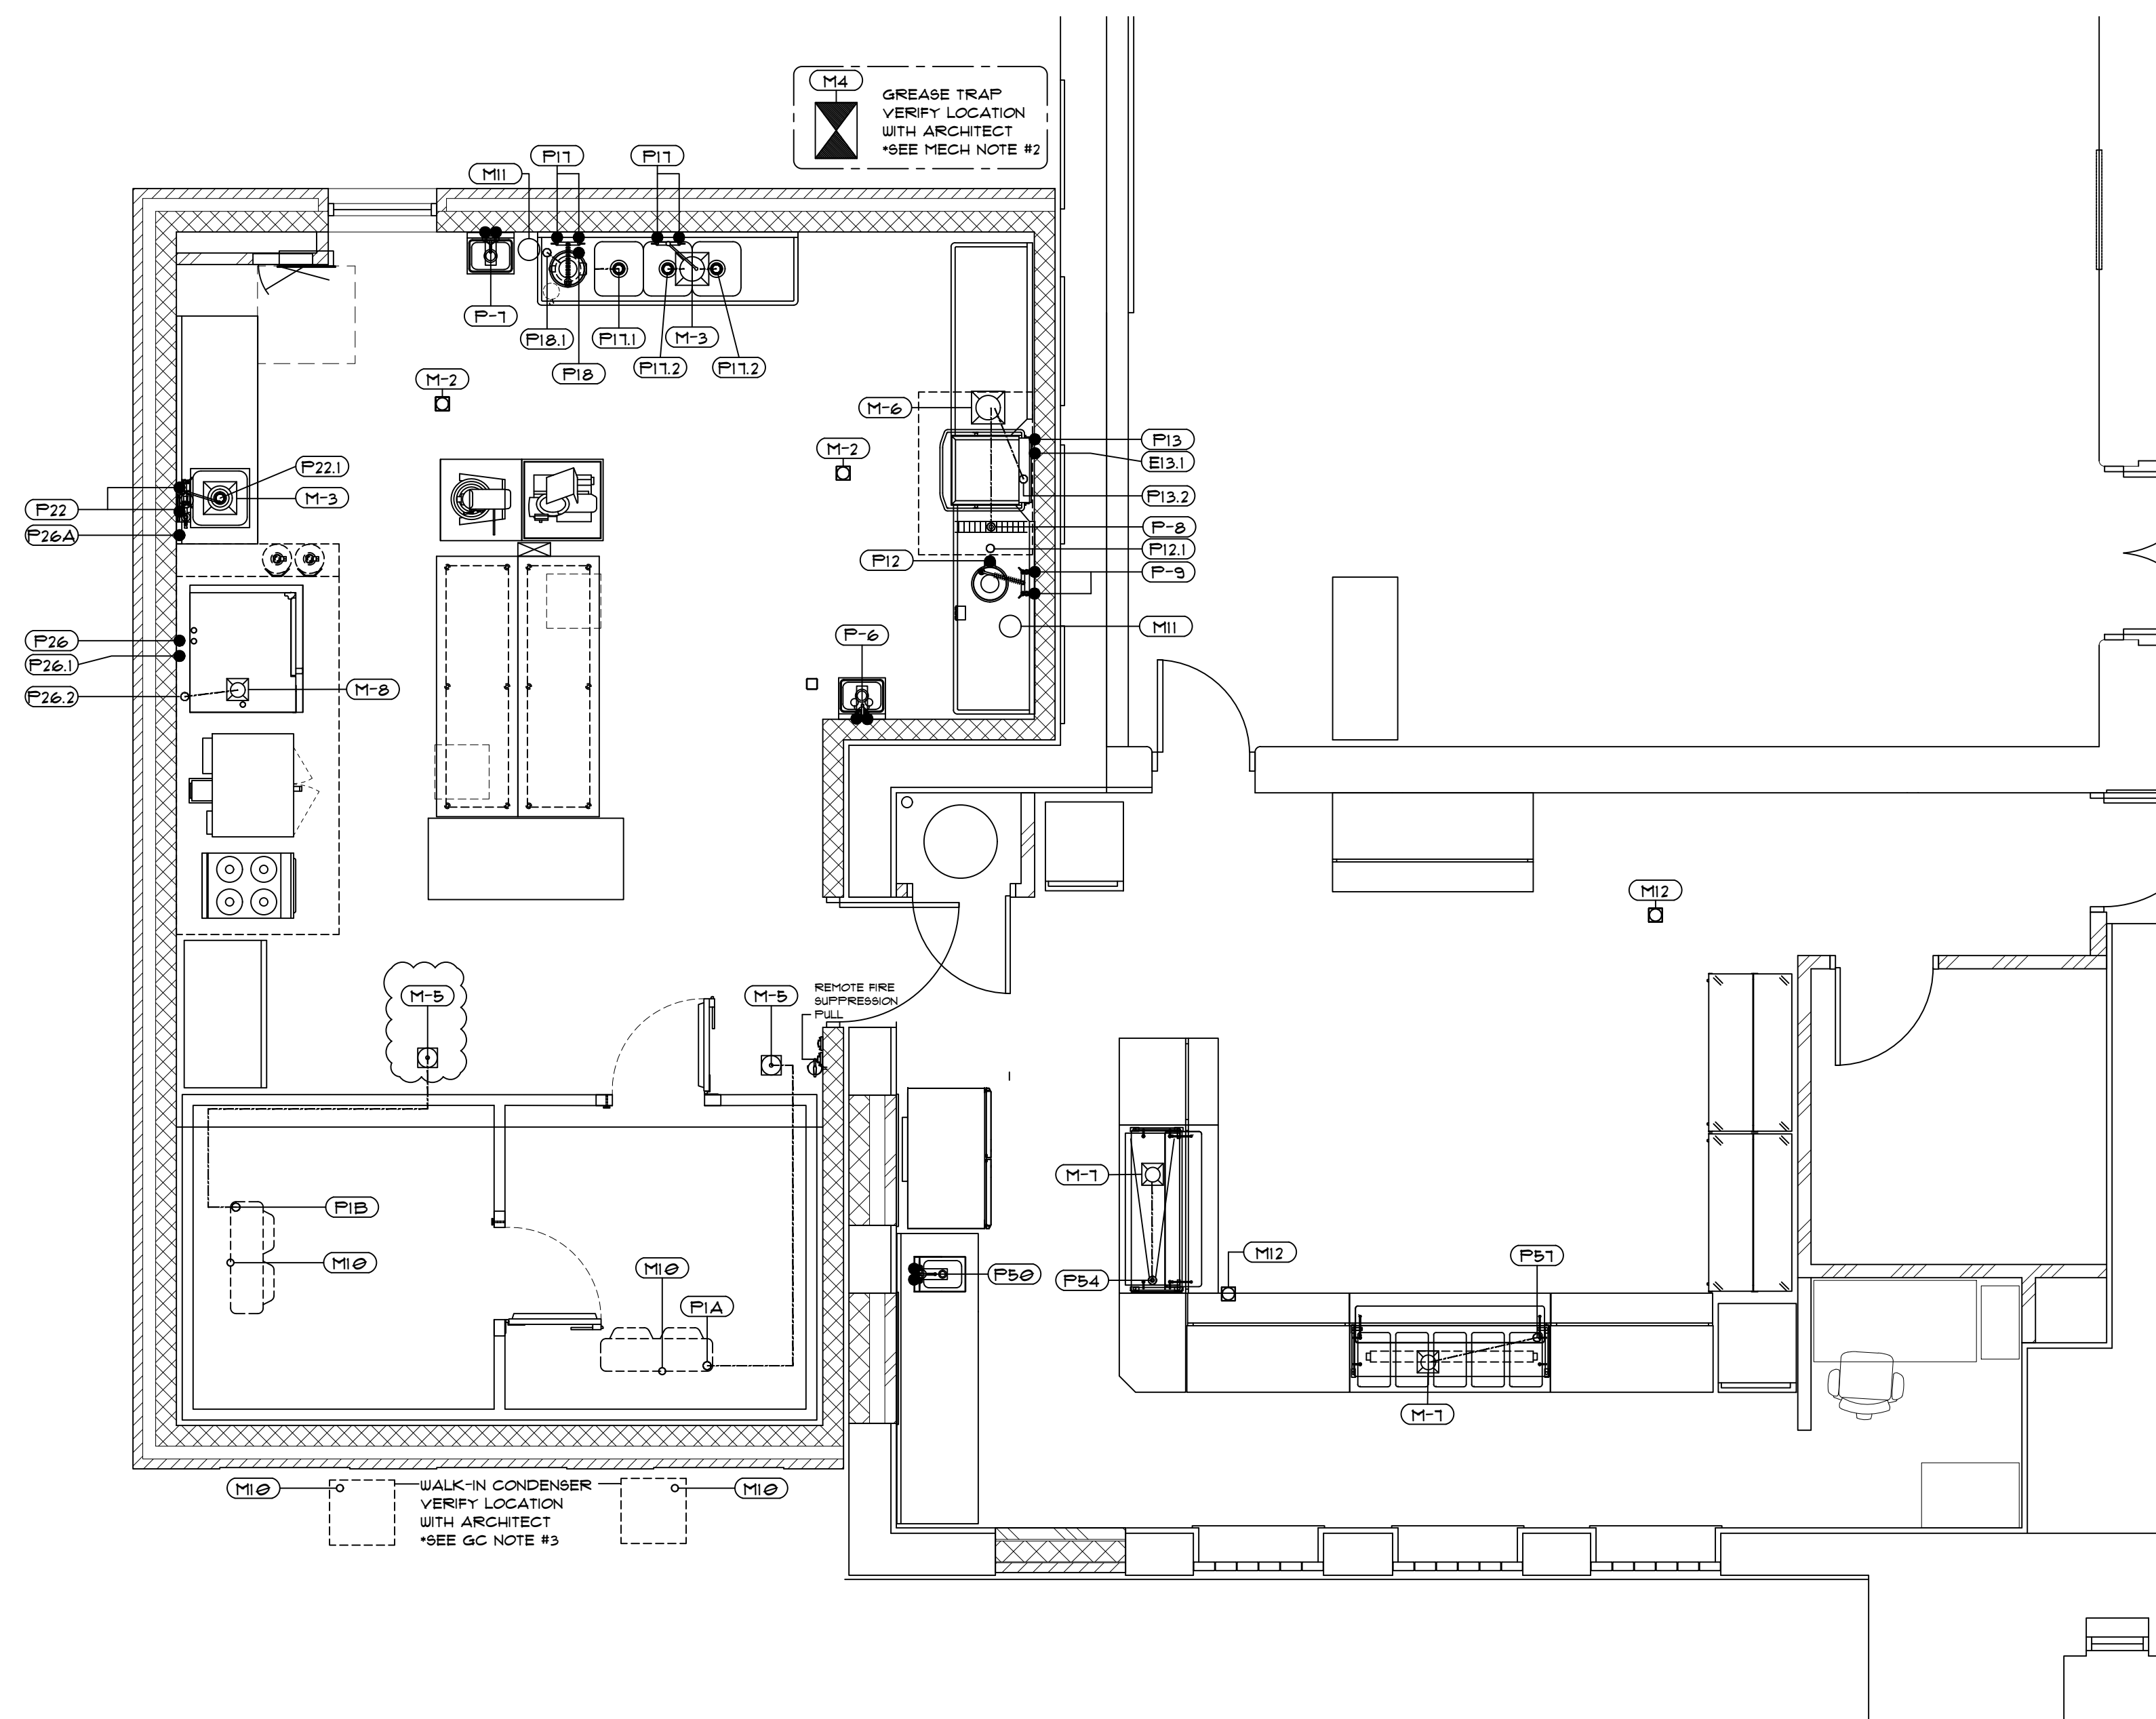 M4
GREASE TRAP
VERIFY LOCATION
WITH ARCHITECT
*SEE MECH NOTE #2
P17
P17
M11
P-7
P18.1
P17.1
M-3
P17.2
P17.2
P18
M-2
M-6
M-2
P13
E13.1
P13.2
P-8
P12.1
P12
P-9
M11
P-6
P22.1
M-3
P22
P26A
P26
P26.1
P26.2
M-8
M12
M-5
M-5
REMOTE FIRE
SUPPRESSION
PULL
P1B
M10
M10
P1A
M-7
P54
P50
M12
P57
M-7
M10
WALK-IN CONDENSER
VERIFY LOCATION
WITH ARCHITECT
*SEE GC NOTE #3
M10